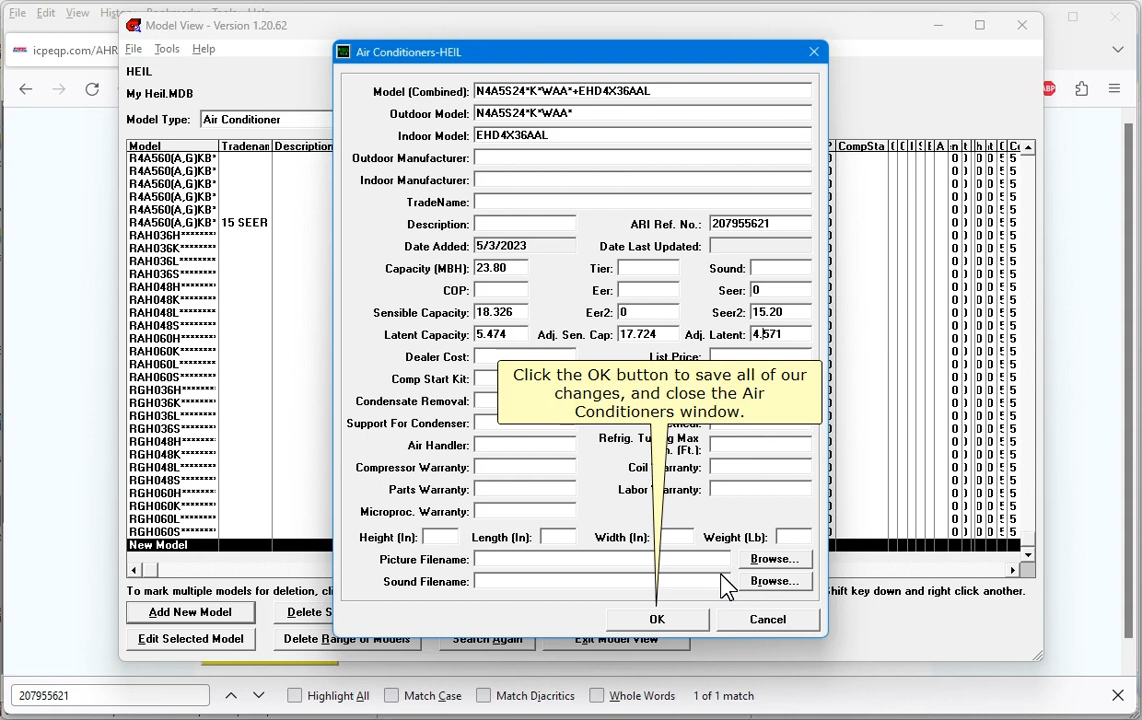 File Edit View
Model View - Version 1.20.62
icpeqp.com/AHR
File Tools Help
HEIL
My Heil.MDB
Model Type: Air Conditioner
Model Tradenar Description
CompSta
R4A560(A,G)KB*
R4A560(A,G)KB*
R4A560(A,G)KB*
R4A560(A,G)KB*
R4A560(A,G)KB*
R4A560(A,G)KB* 15 SEER
RAH036H*******
RAH036K*******
RAH036L*******
RAH036S*******
RAH048H*******
RAH048K*******
RAH048L*******
RAH048S*******
RAH060H*******
RAH060K*******
RAH060L*******
RAH060S*******
RGH036H*******
RGH036K*******
RGH036L*******
RGH036S*******
RGH048H*******
RGH048K*******
RGH048L*******
RGH048S*******
RGH060H*******
RGH060K*******
RGH060L*******
RGH060S*******
New Model
To mark multiple models for deletion, cli
Shift key down and right click another.
Add New Model Delete S
Edit Selected Model Delete Range of Models Search Again Exit Model View
Air Conditioners-HEIL
Model (Combined): N4A5S24*K*WAA*+EHD4X36AAL
Outdoor Model: N4A5S24*K*WAA*
Indoor Model: EHD4X36AAL
Outdoor Manufacturer:
Indoor Manufacturer:
TradeName:
Description: ARI Ref. No.: 207955621
Date Added: 5/3/2023 Date Last Updated:
Capacity (MBH): 23.80 Tier: Sound:
COP: Eer: Seer: 0
Sensible Capacity: 18.326 Eer2: 0 Seer2: 15.20
Latent Capacity: 5.474 Adj. Sen. Cap: 17.724 Adj. Latent: 4.571
Dealer Cost: List Price:
Comp Start Kit:
Condensate Removal:
Support For Condenser:
Air Handler: Refrig. Tubing Max
Compressor Warranty: Coil Warranty:
Parts Warranty: Labor Warranty:
Microproc. Warranty:
Height (In): Length (In): Width (In): Weight (Lb):
Picture Filename: Browse...
Sound Filename: Browse...
OK Cancel
Click the OK button to save all of our
changes, and close the Air
Conditioners window.
207955621 Highlight All Match Case Match Diacritics Whole Words 1 of 1 match